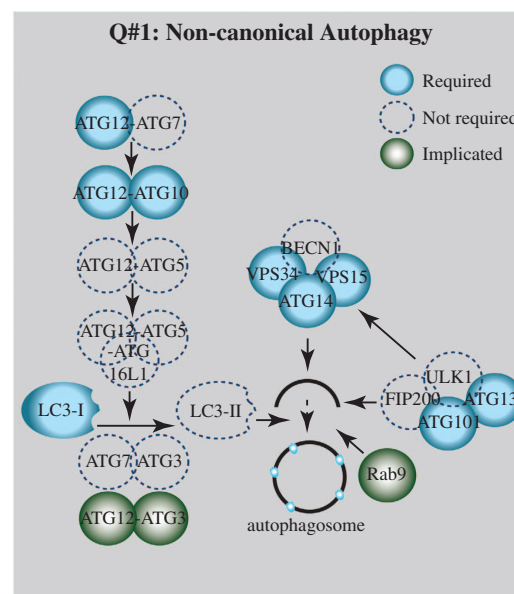 Q#1: Non-canonical Autophagy
Required
Not required
Implicated
ATG12-ATG7
ATG12-ATG10
ATG12-ATG5
ATG12-ATG5
-ATG
16L1
LC3-I
LC3-II
ATG7 ATG3
ATG12-ATG3
BECN1
VPS34 VPS15
ATG14
ULK1
FIP200 ATG13
ATG101
Rab9
autophagosome